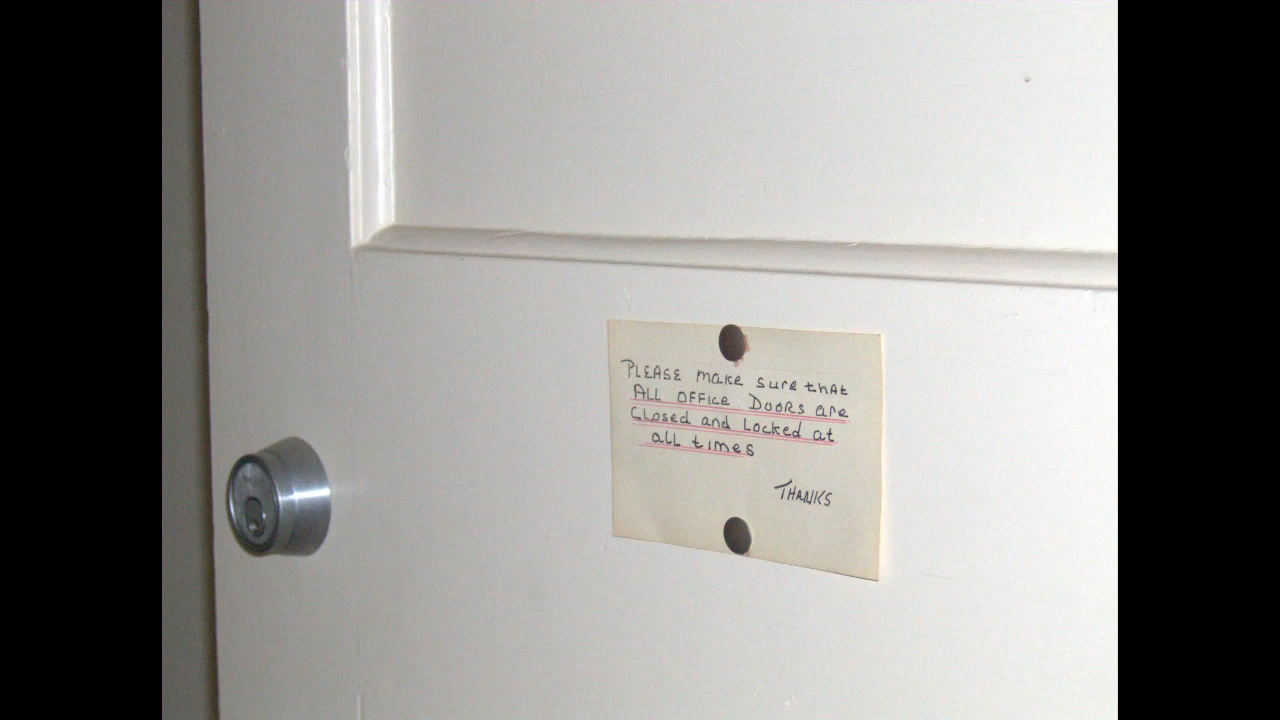 PLEASE make sure that
ALL OFFICE DOORS are
CLosed and Locked at
all times
THANKS